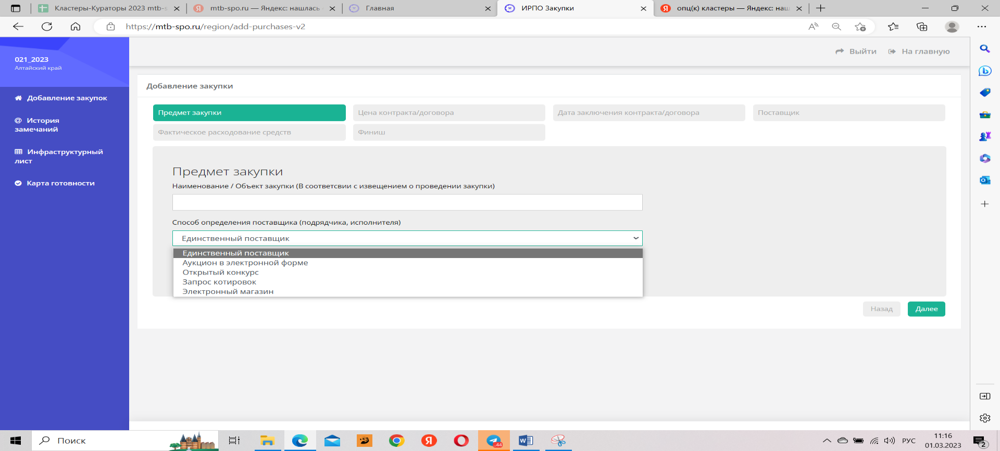 Кластеры-Кураторы 2023 mtb-s
mtb-spo.ru — Яндекс: нашлась
Главная
ИРПО Закупки
опц(к) кластеры — Яндекс: наш
https://mtb-spo.ru/region/add-purchases-v2
021_2023
Алтайский край
Выйти
На главную
Добавление закупок
История
замечаний
Инфраструктурный
лист
Карта готовности
Добавление закупки
Предмет закупки
Цена контракта/договора
Дата заключения контракта/договора
Поставщик
Фактическое расходование средств
Финиш
Предмет закупки
Наименование / Объект закупки (В соответсвии с извещением о проведении закупки)
Способ определения поставщика (подрядчика, исполнителя)
Единственный поставщик
Единственный поставщик
Аукцион в электронной форме
Открытый конкурс
Запрос котировок
Электронный магазин
Назад
Далее
Поиск
44
РУС
11:16
01.03.2023
2